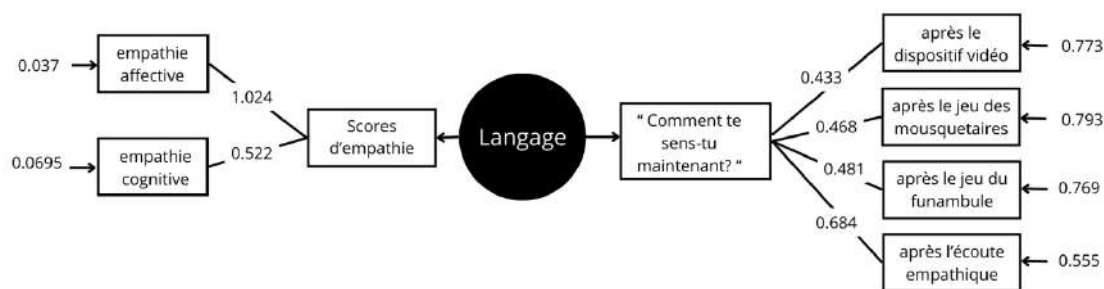 0.037
empathie
affective
1.024
0.0695
empathie
cognitive
0.522
Scores
d'empathie
Langage
" Comment te
sens-tu
maintenant? "
0.433
0.468
0.481
0.684
après le
dispositif vidéo
0.773
après le jeu des
mousquetaires
0.793
après le jeu du
funambule
0.769
après l'écoute
empathique
0.555